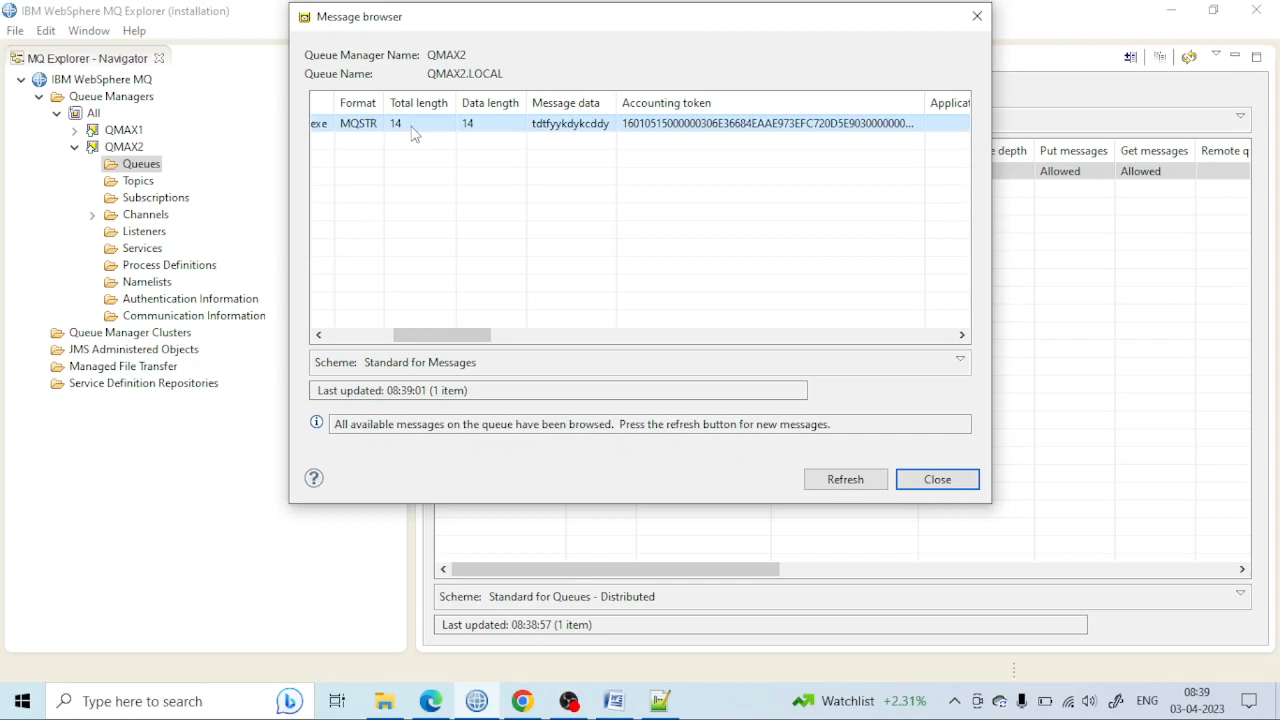 IBM WebSphere MQ Explorer (Installation)
File Edit Window Help
MQ Explorer - Navigator
IBM WebSphere MQ
Queue Managers
All
QMAX1
QMAX2
Queues
Topics
Subscriptions
Channels
Listeners
Services
Process Definitions
Namelists
Authentication Information
Communication Information
Queue Manager Clusters
JMS Administered Objects
Managed File Transfer
Service Definition Repositories
Message browser
Queue Manager Name: QMAX2
Queue Name: QMAX2.LOCAL
Format Total length Data length Message data Accounting token Applicat
exe MQSTR 14 14 tdtfyykdykcddy 16010515000000306E36684EAAE973EFC720D5E9030000000...
Scheme: Standard for Messages
Last updated: 08:39:01 (1 item)
All available messages on the queue have been browsed. Press the refresh button for new messages.
Refresh Close
e depth Put messages Get messages Remote q
Allowed Allowed
Scheme: Standard for Queues - Distributed
Last updated: 08:38:57 (1 item)
Type here to search
Watchlist +2.31%
ENG
08:39
03-04-2023